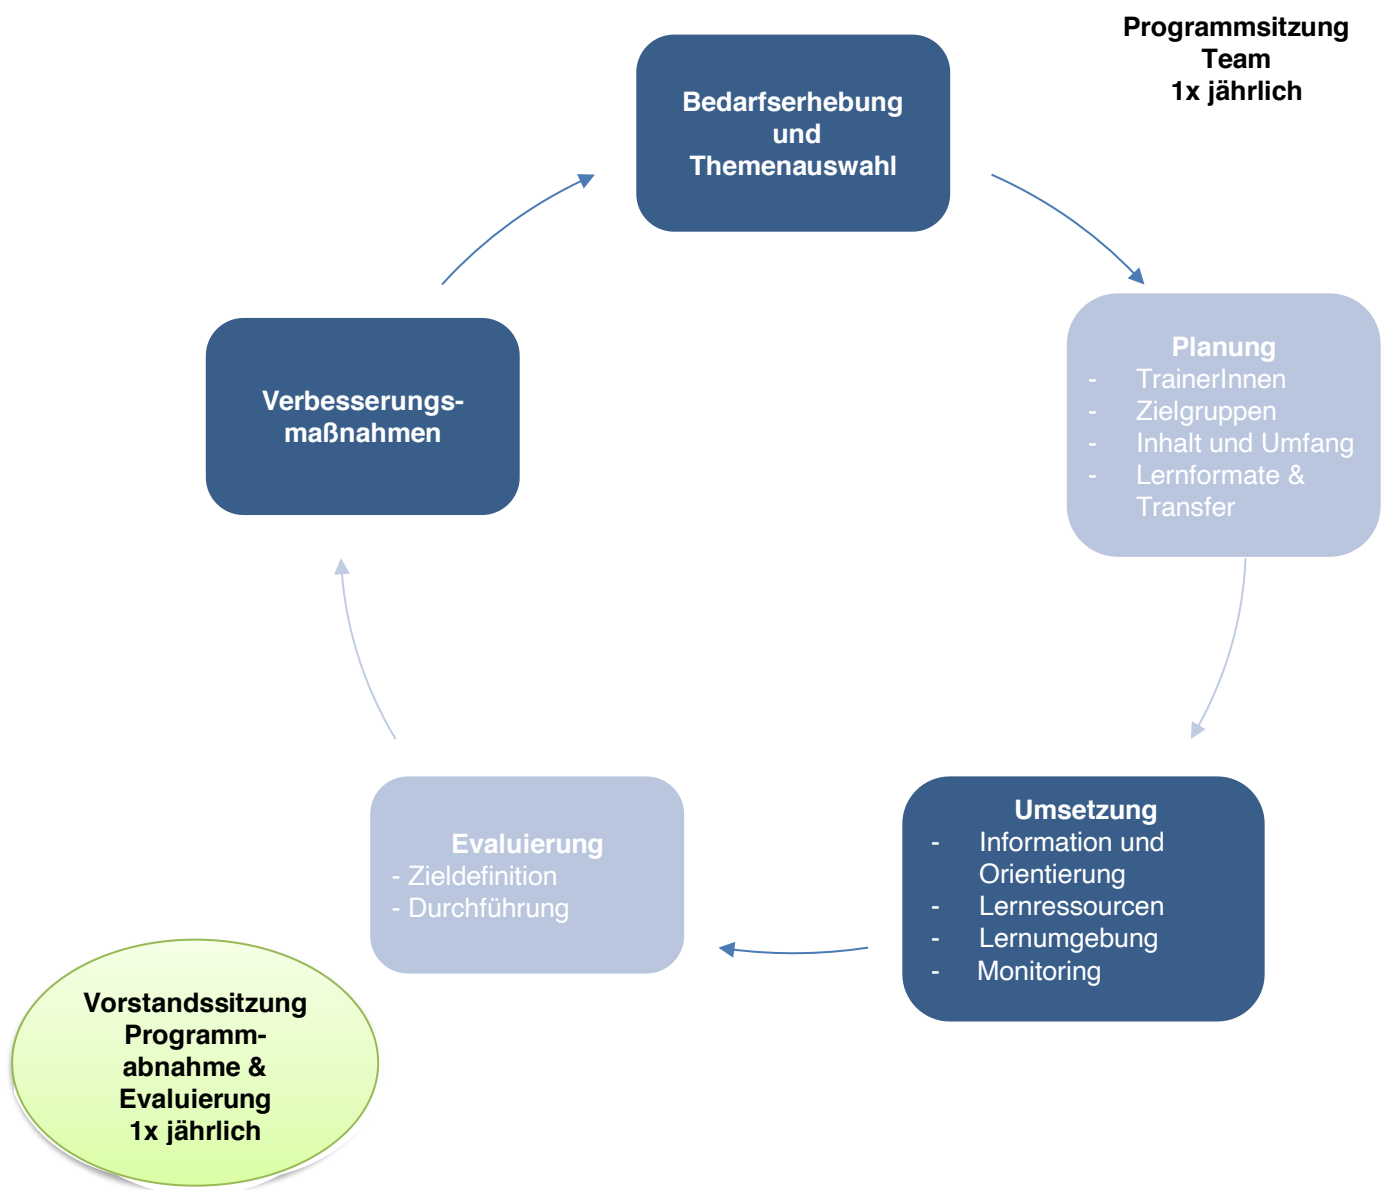 Programmsitzung
Team
1x jährlich
Bedarfserhebung
und
Themenauswahl
Planung
- TrainerInnen
- Zielgruppen
- Inhalt und Umfang
- Lernformate &
Transfer
Umsetzung
- Information und
Orientierung
- Lernressourcen
- Lernumgebung
- Monitoring
Evaluierung
- Zieldefinition
- Durchführung
Verbesserungs-
maßnahmen
Vorstandssitzung
Programm-
abnahme &
Evaluierung
1x jährlich